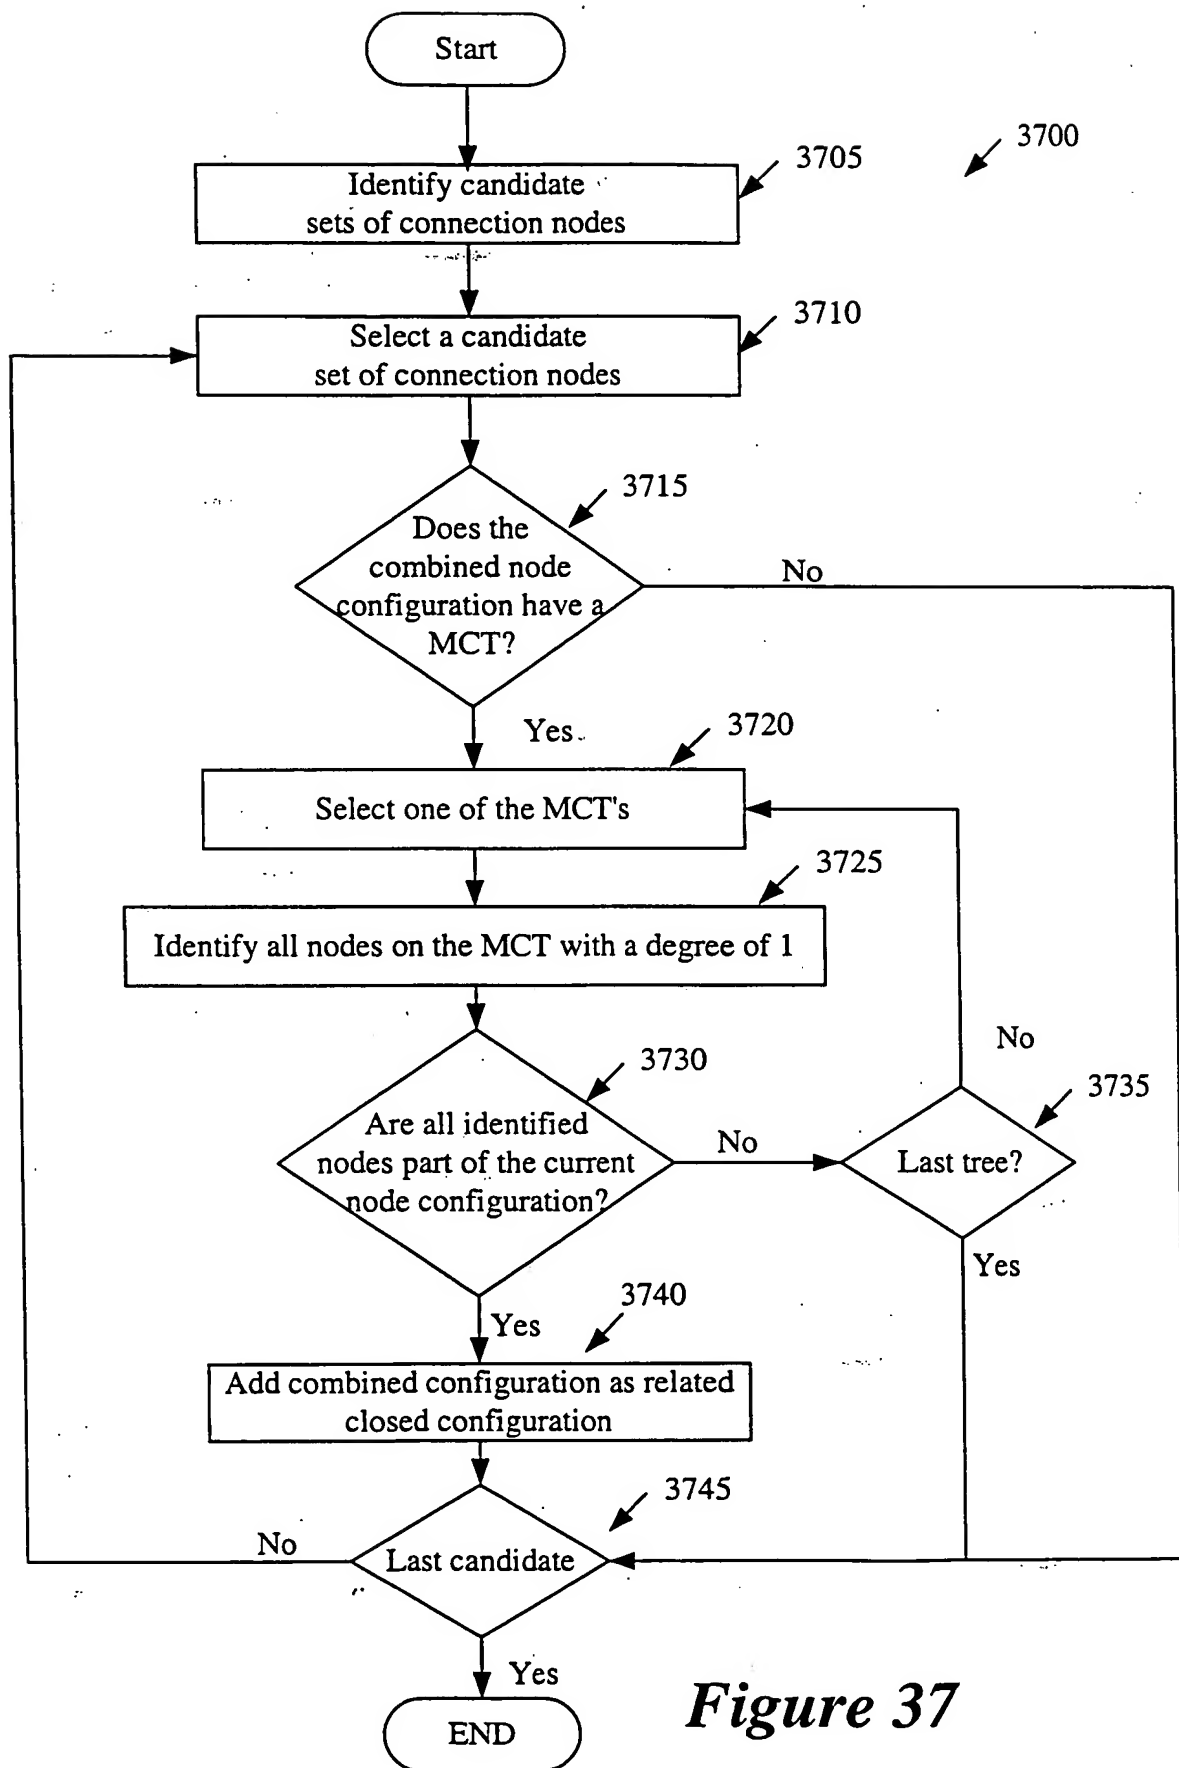 Start
3700
3705
Identify candidate
sets of connection nodes
3710
Select a candidate
set of connection nodes
3715
Does the
combined node
configuration have a
MCT?
No
Yes
3720
Select one of the MCT's
3725
Identify all nodes on the MCT with a degree of 1
No
3730
3735
Are all identified
nodes part of the current
node configuration?
No
Last tree?
Yes
3740
Yes
Add combined configuration as related
closed configuration
3745
No
Last candidate
Yes
END
Figure 37